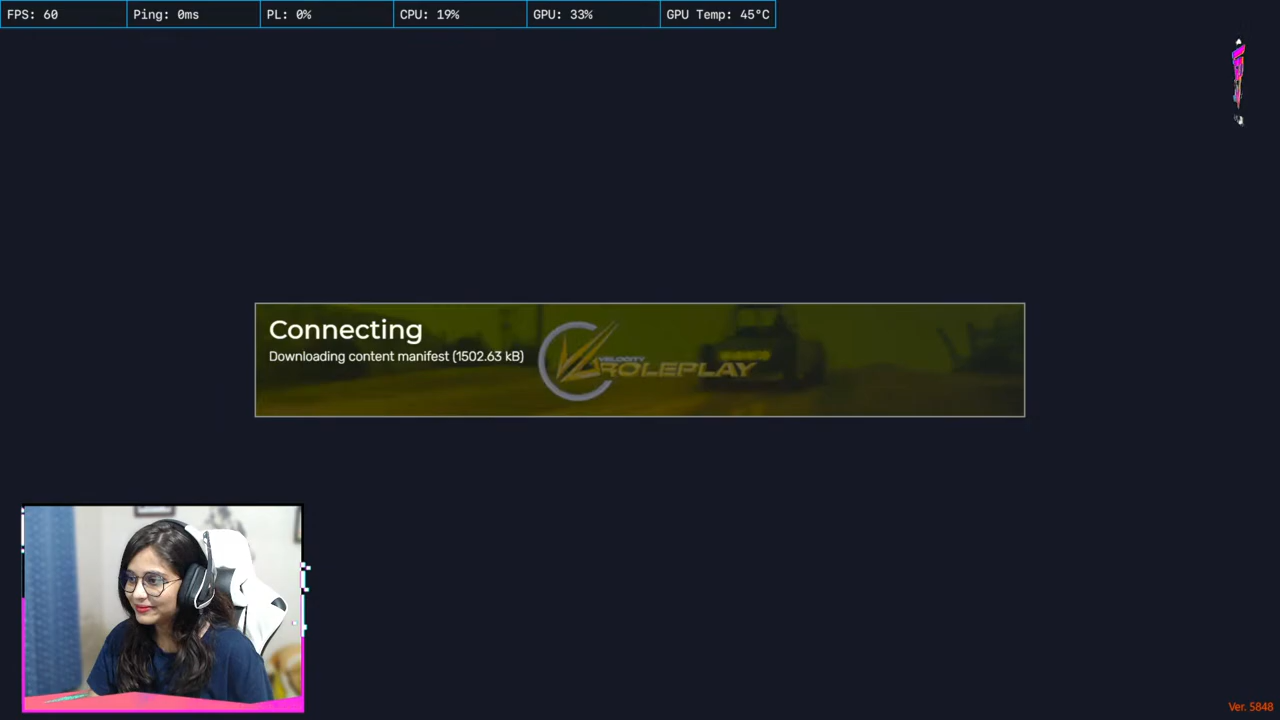 FPS: 60 Ping: 0ms PL: 0% CPU: 19% GPU: 33% GPU Temp: 45°C
Connecting
Downloading content manifest (1502.63 kB)
VELOCITY
ROLEPLAY
Ver. 5848